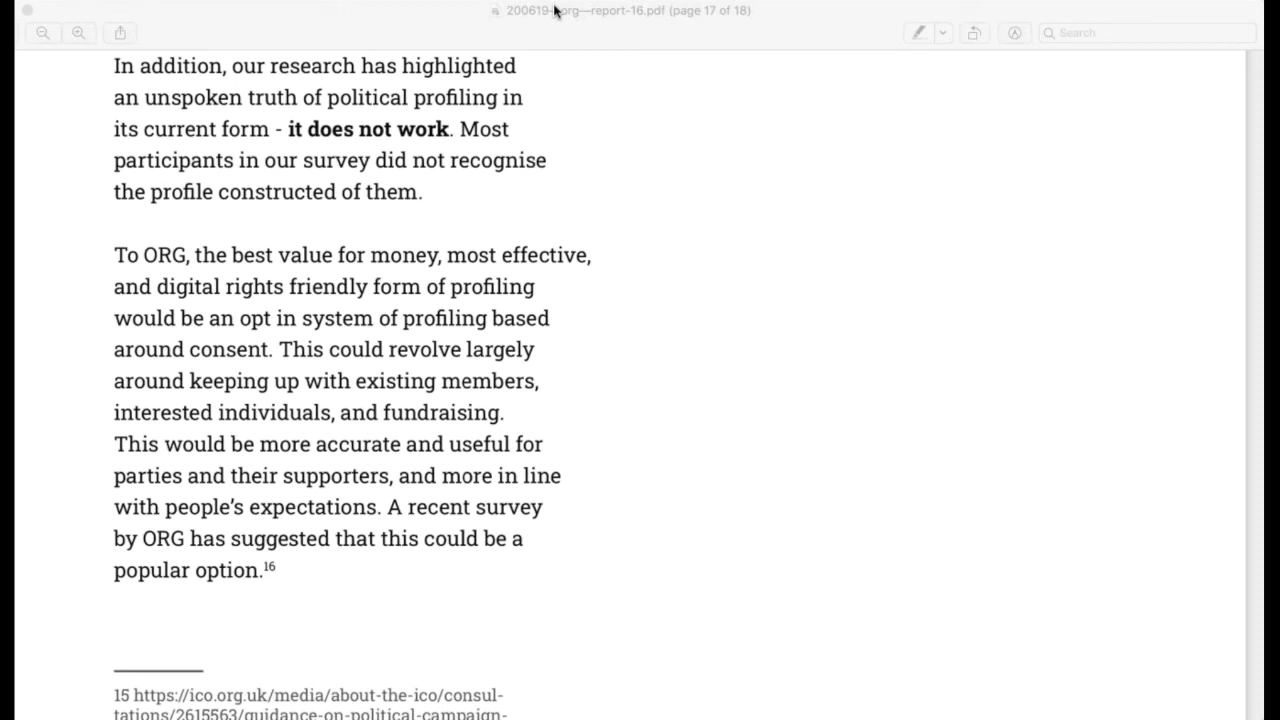 200619 org—report-16.pdf (page 17 of 18)
Search
In addition, our research has highlighted
an unspoken truth of political profiling in
its current form - it does not work. Most
participants in our survey did not recognise
the profile constructed of them.
To ORG, the best value for money, most effective,
and digital rights friendly form of profiling
would be an opt in system of profiling based
around consent. This could revolve largely
around keeping up with existing members,
interested individuals, and fundraising.
This would be more accurate and useful for
parties and their supporters, and more in line
with people’s expectations. A recent survey
by ORG has suggested that this could be a
popular option.16
15 https://ico.org.uk/media/about-the-ico/consul-
tations/2615563/guidance-on-political-campaign-